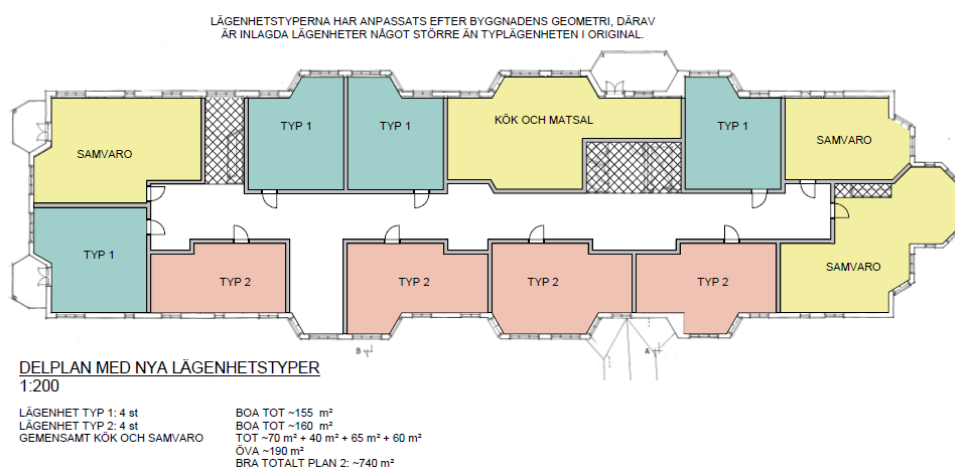 LÄGENHETSTYPERNA HAR ANPASSATS EFTER BYGGNADENS GEOMETRI, DÄRAV
ÄR INLAGDA LÄGENHETER NÅGOT STÖRRE ÄN TYPLÄGENHETEN I ORIGINAL.
TYP 1
TYP 1
KÖK OCH MATSAL
TYP 1
SAMVARO
SAMVARO
TYP 1
TYP 2
TYP 2
TYP 2
TYP 2
SAMVARO
B
A
DELPLAN MED NYA LÄGENHETSTYPER
1:200
LÄGENHET TYP 1: 4 st BOA TOT ~155 m²
LÄGENHET TYP 2: 4 st BOA TOT ~160 m²
GEMENSAMT KÖK OCH SAMVARO TOT ~70 m² + 40 m² + 65 m² + 60 m²
ÖVA ~190 m²
BRA TOTALT PLAN 2: ~740 m²